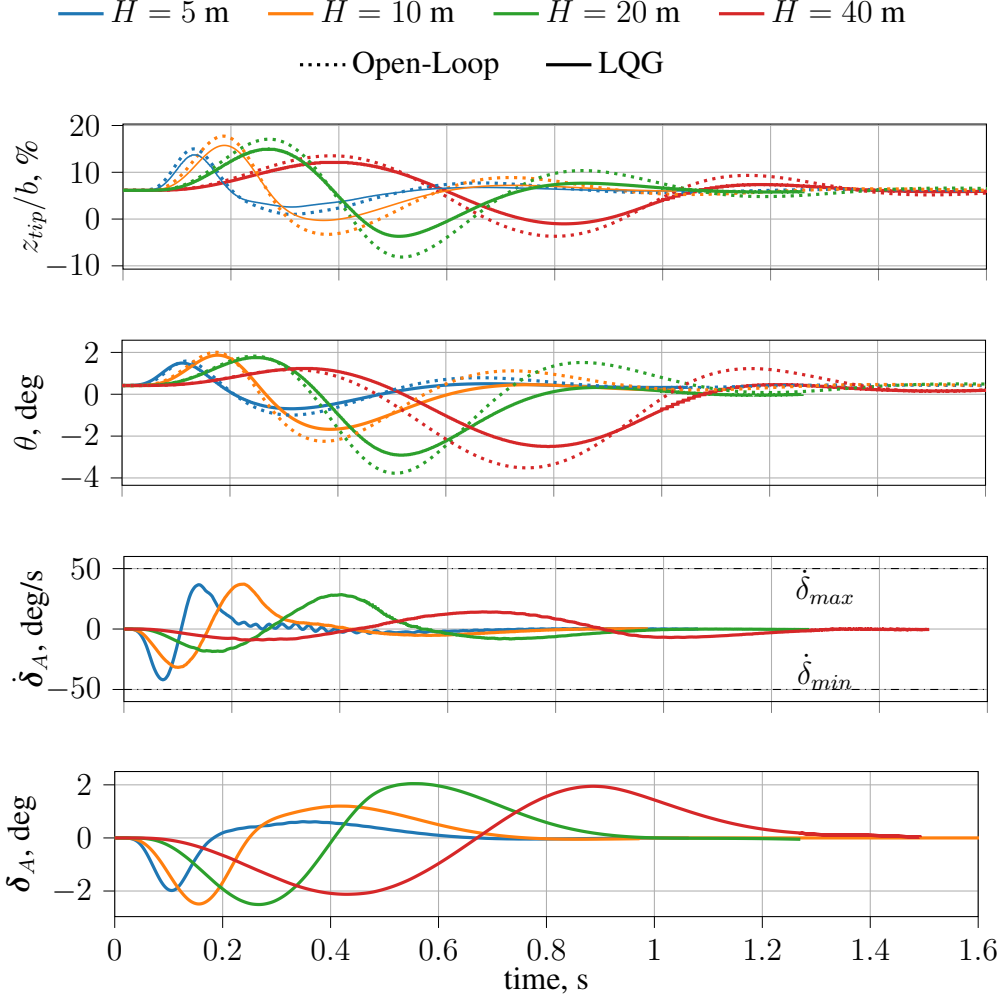 H = 5 m H = 10 m H = 20 m H = 40 m
Open-Loop LQG
20
10
0
−10
z_tip/b, %
2
0
−2
−4
θ, deg
50
0
−50
δ̇_A, deg/s
δ̇_max
δ̇_min
2
0
−2
δ_A, deg
0 0.2 0.4 0.6 0.8 1 1.2 1.4 1.6
time, s